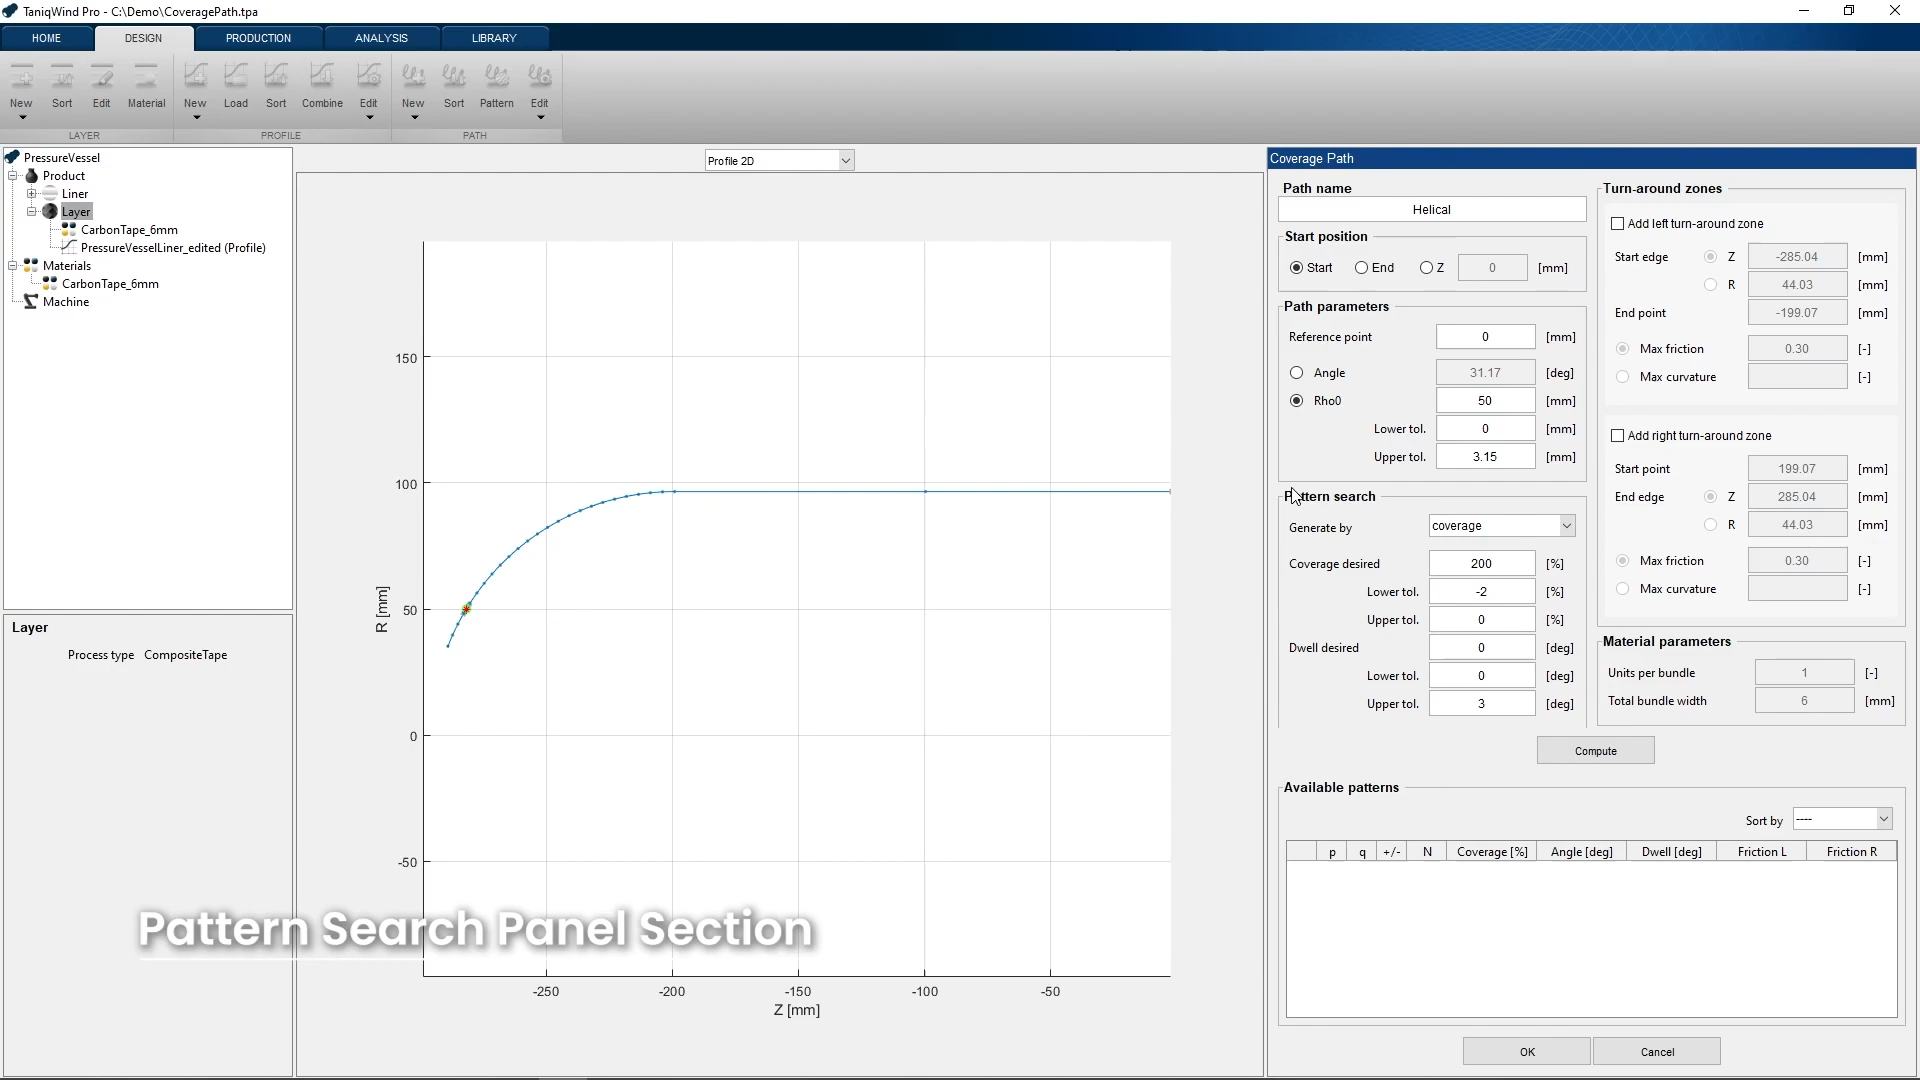 TaniqWind Pro - C:\Demo\CoveragePath.tpa
HOME DESIGN PRODUCTION ANALYSIS LIBRARY
New Sort Edit Material New Load Sort Combine Edit New Sort Pattern Edit
LAYER PROFILE PATH
PressureVessel
Product
Liner
Layer
CarbonTape_6mm
PressureVesselLiner_edited (Profile)
Materials
CarbonTape_6mm
Machine
Layer
Process type CompositeTape
Profile 2D
150
100
50
0
-50
R [mm]
-250 -200 -150 -100 -50
Z [mm]
Pattern Search Panel Section
Coverage Path
Path name
Helical
Start position
Start End Z 0 [mm]
Path parameters
Reference point 0 [mm]
Angle 31.17 [deg]
Rho0 50 [mm]
Lower tol. 0 [mm]
Upper tol. 3.15 [mm]
Pattern search
Generate by coverage
Coverage desired 200 [%]
Lower tol. -2 [%]
Upper tol. 0 [%]
Dwell desired 0 [deg]
Lower tol. 0 [deg]
Upper tol. 3 [deg]
Turn-around zones
Add left turn-around zone
Start edge Z -285.04 [mm]
R 44.03 [mm]
End point -199.07 [mm]
Max friction 0.30 [-]
Max curvature [-]
Add right turn-around zone
Start point 199.07 [mm]
End edge Z 285.04 [mm]
R 44.03 [mm]
Max friction 0.30 [-]
Max curvature [-]
Material parameters
Units per bundle 1 [-]
Total bundle width 6 [mm]
Compute
Available patterns
Sort by ----
p q +/- N Coverage [%] Angle [deg] Dwell [deg] Friction L Friction R
OK Cancel